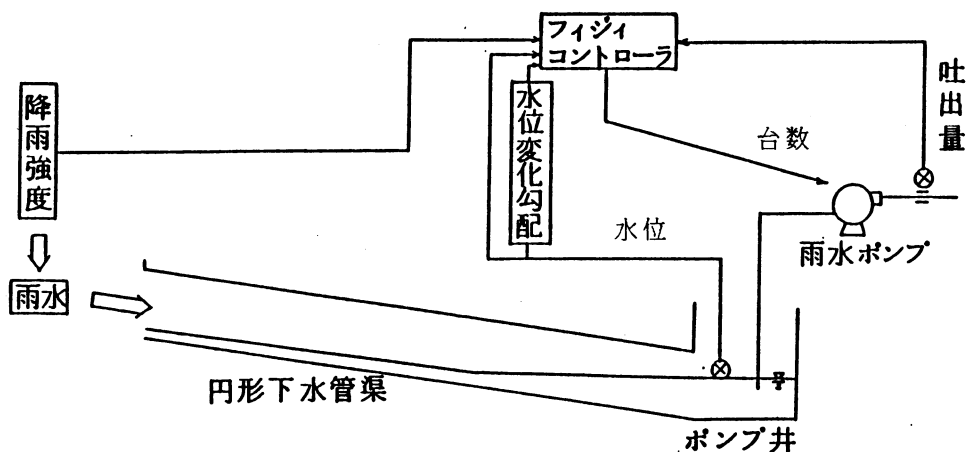 フィジィ
コントローラ
吐出量
降雨強度
水位変化勾配
台数
水位
雨水ポンプ
雨水
円形下水管渠
ポンプ井